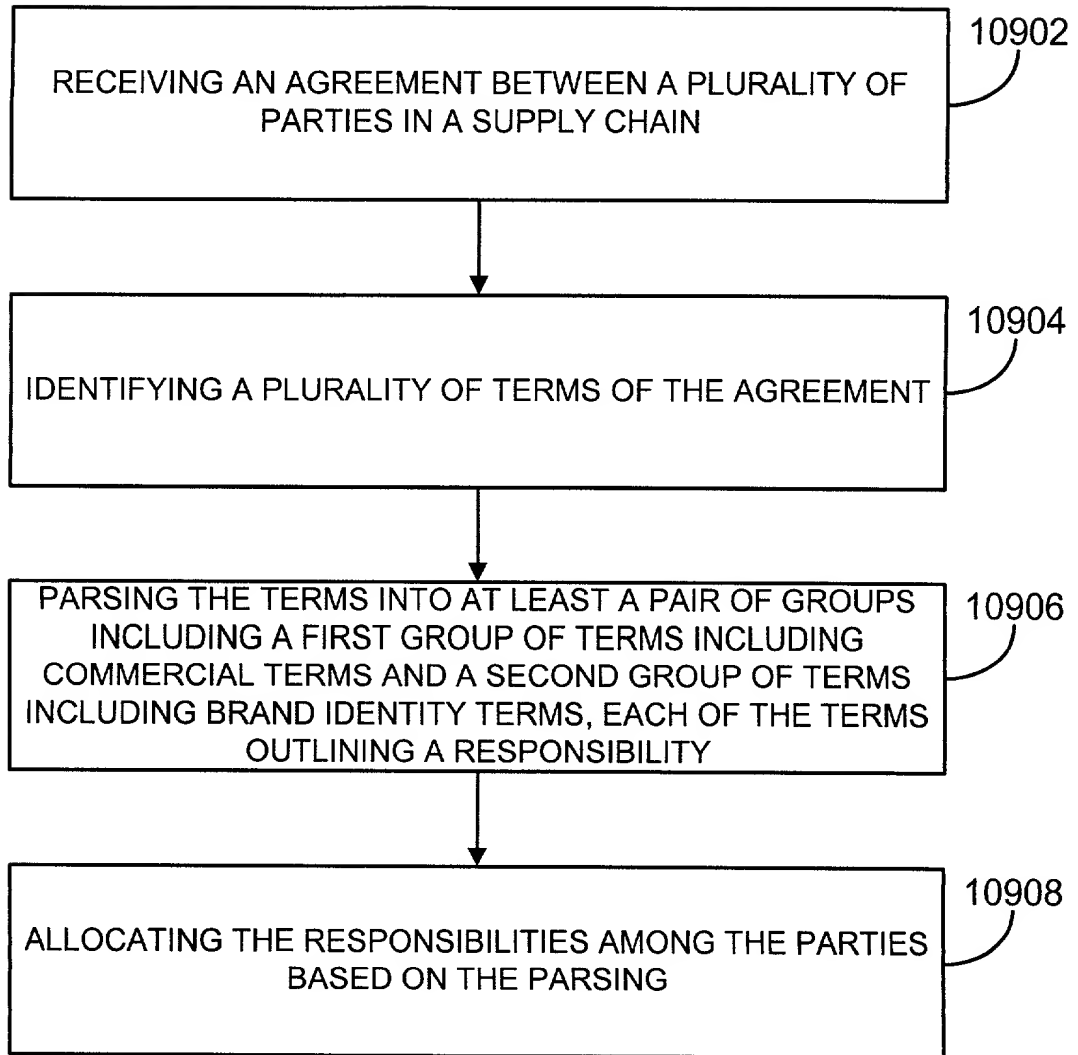 10902
RECEIVING AN AGREEMENT BETWEEN A PLURALITY OF
PARTIES IN A SUPPLY CHAIN
10904
IDENTIFYING A PLURALITY OF TERMS OF THE AGREEMENT
10906
PARSING THE TERMS INTO AT LEAST A PAIR OF GROUPS
INCLUDING A FIRST GROUP OF TERMS INCLUDING
COMMERCIAL TERMS AND A SECOND GROUP OF TERMS
INCLUDING BRAND IDENTITY TERMS, EACH OF THE TERMS
OUTLINING A RESPONSIBILITY
10908
ALLOCATING THE RESPONSIBILITIES AMONG THE PARTIES
BASED ON THE PARSING